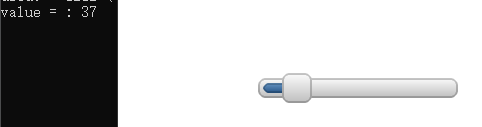 value = : 37